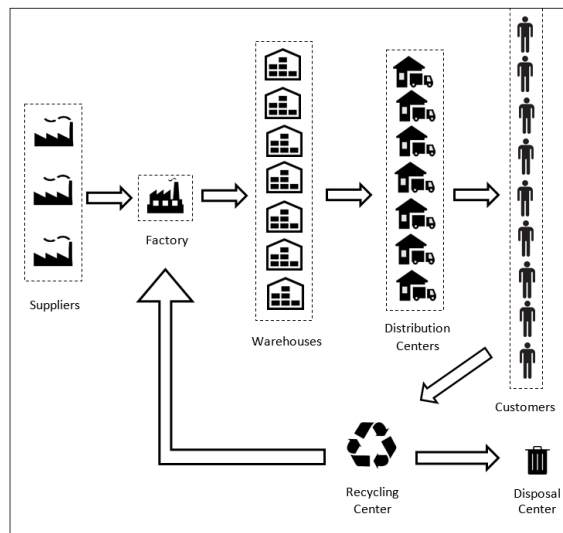 Factory
Suppliers
Warehouses
Distribution
Centers
Customers
Recycling
Center
Disposal
Center